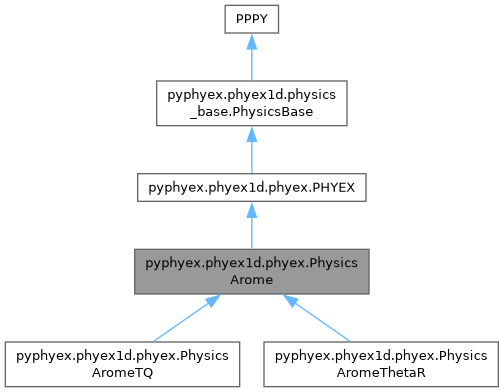 PPPY
pyphyex.phyex1d.physics
_base.PhysicsBase
pyphyex.phyex1d.phyex.PHYEX
pyphyex.phyex1d.phyex.Physics
Arome
pyphyex.phyex1d.phyex.Physics
AromeTQ
pyphyex.phyex1d.phyex.Physics
AromeThetaR